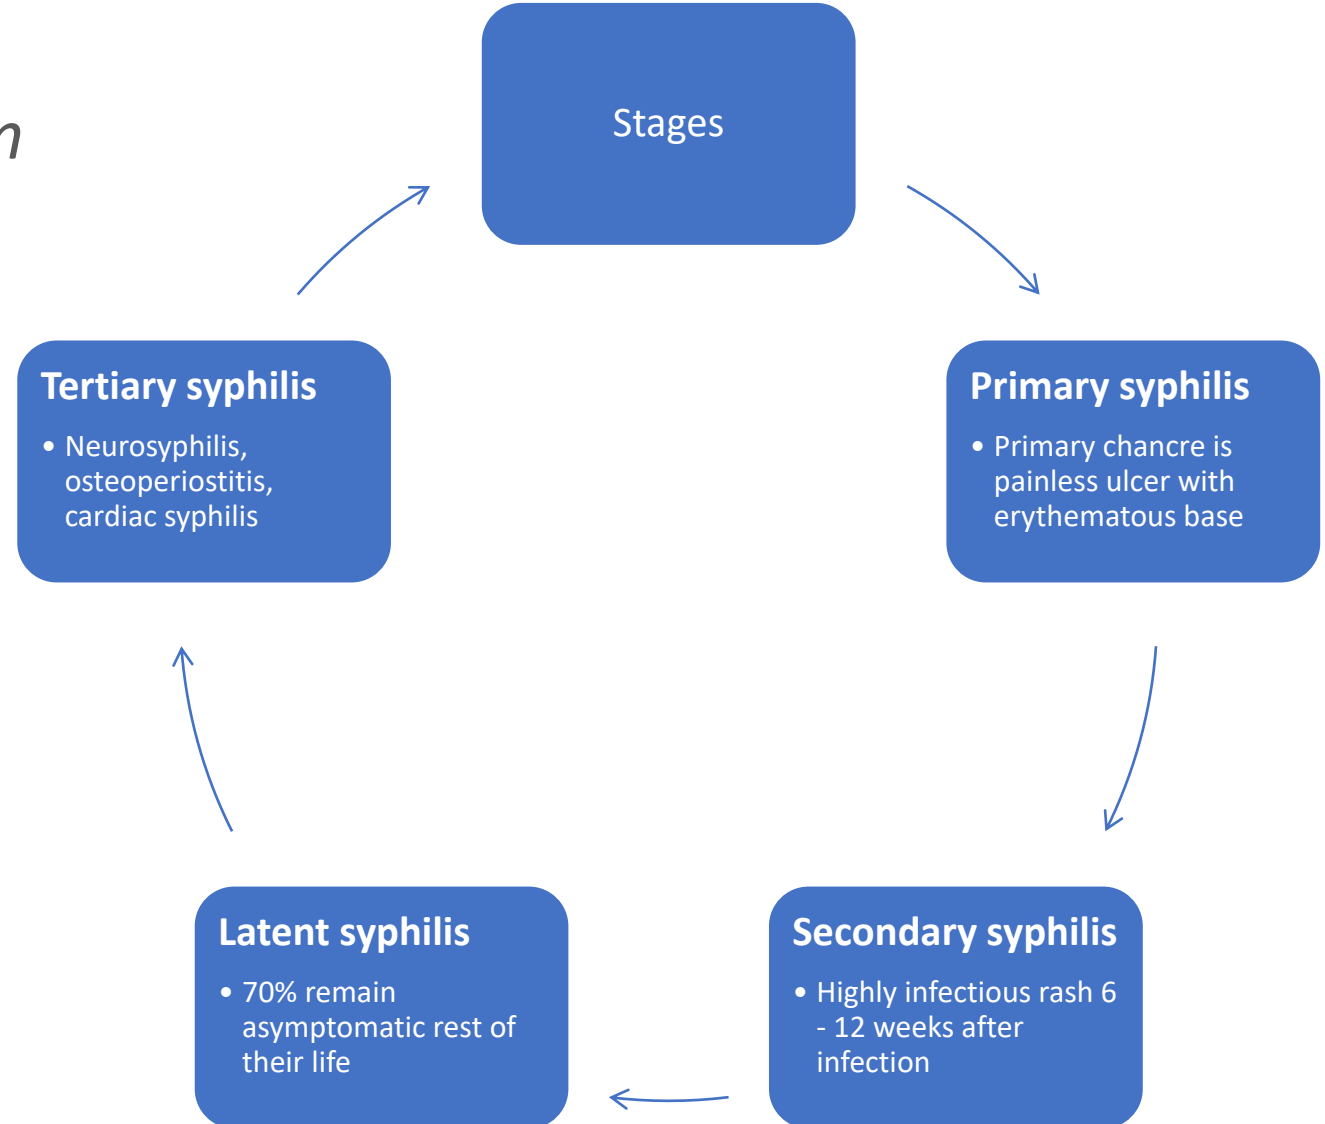 n
Stages
Primary syphilis
• Primary chancre is
painless ulcer with
erythematous base
Secondary syphilis
• Highly infectious rash 6
- 12 weeks after
infection
Latent syphilis
• 70% remain
asymptomatic rest of
their life
Tertiary syphilis
• Neurosyphilis,
osteoperiostitis,
cardiac syphilis